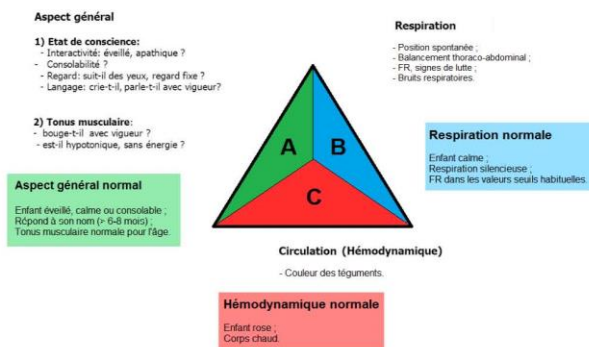 Aspect général
1) Etat de conscience:
- Interactivité: éveillé, apathique ?
- Consolabilité ?
- Regard: suit-il des yeux, regard fixe ?
- Langage: crie-t-il, parle-t-il avec vigueur?
2) Tonus musculaire:
- bouge-t-il avec vigueur ?
- est-il hypotonique, sans énergie ?
Aspect général normal
Enfant éveillé, calme ou consolable ;
Répond à son nom (> 6-8 mois) ;
Tonus musculaire normale pour l'âge.
A
B
C
Respiration
- Position spontanée ;
- Balancement thoraco-abdominal ;
- FR, signes de lutte ;
- Bruits respiratoires.
Respiration normale
Enfant calme ;
Respiration silencieuse ;
FR dans les valeurs seuils habituelles.
Circulation (Hémodynamique)
- Couleur des téguments.
Hémodynamique normale
Enfant rose ;
Corps chaud.